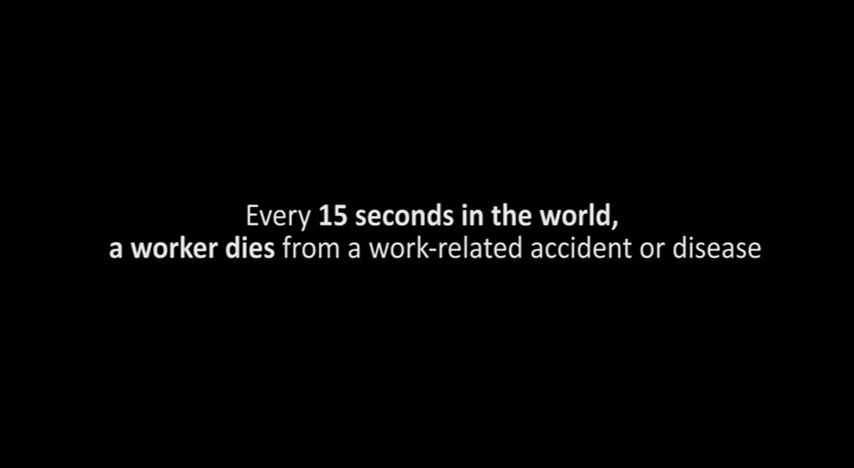 Every 15 seconds in the world,
a worker dies from a work-related accident or disease